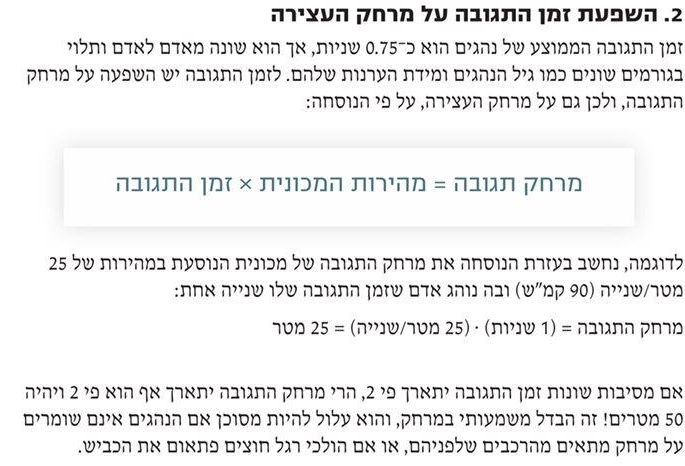 2. השפעת זמן התגובה על מרחק העצירה
זמן התגובה הממוצע של נהגים הוא כ־0.75 שניות, אך הוא שונה מאדם לאדם ותלוי
בגורמים שונים כמו גיל הנהגים ומידת הערנות שלהם. לזמן התגובה יש השפעה על מרחק
התגובה, ולכן גם על מרחק העצירה, על פי הנוסחה:
מרחק תגובה = מהירות המכונית × זמן התגובה
לדוגמה, נחשב בעזרת הנוסחה את מרחק התגובה של מכונית הנוסעת במהירות של 25
מטר/שנייה (90 קמ"ש) ובה נוהג אדם שזמן התגובה שלו שנייה אחת:
מרחק התגובה = (1 שניות) · (25 מטר/שנייה) = 25 מטר
אם מסיבות שונות זמן התגובה יתארך פי 2, הרי מרחק התגובה יתארך אף הוא פי 2 ויהיה
50 מטרים! זה הבדל משמעותי במרחק, והוא עלול להיות מסוכן אם הנהגים אינם שומרים
על מרחק מתאים מהרכבים שלפניהם, או אם הולכי רגל חוצים פתאום את הכביש.